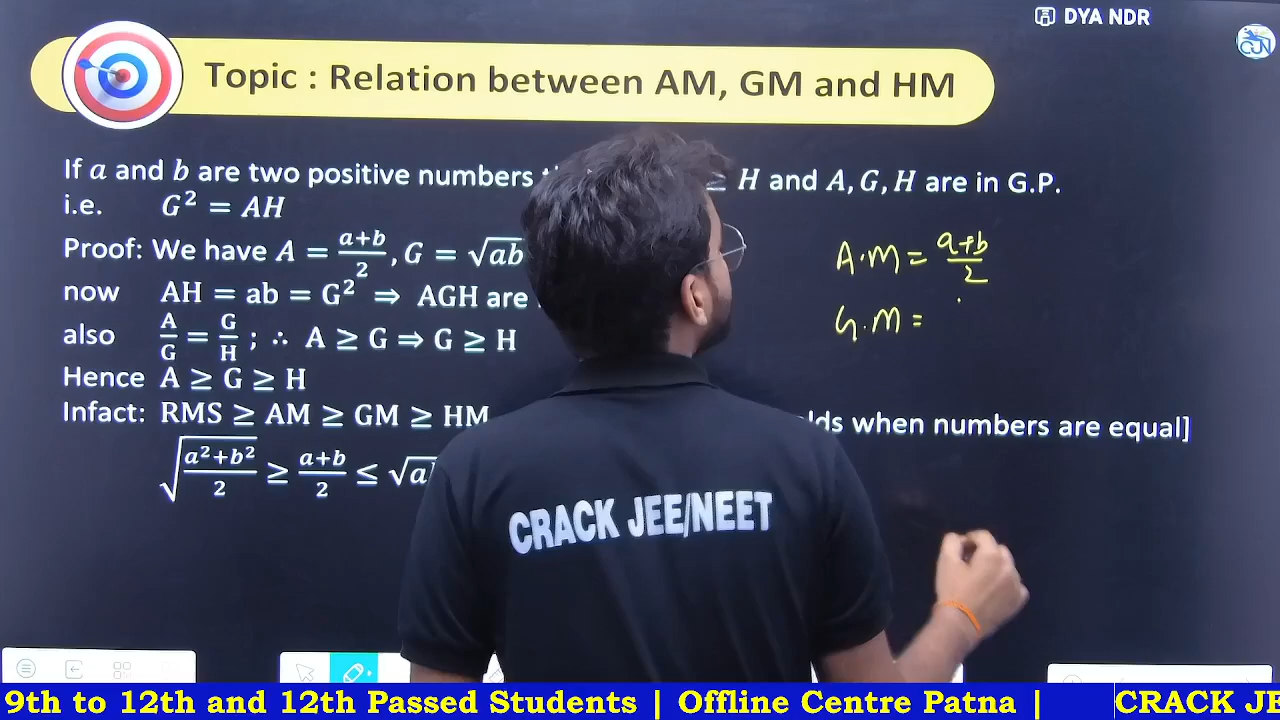 DYA NDR
Topic : Relation between AM, GM and HM
If a and b are two positive numbers H and A, G, H are in G.P.
i.e. G² = AH
Proof: We have A = (a+b)/2, G = √ab
now AH = ab = G² ⇒ AGH are
also A/G = G/H ; ∴ A ≥ G ⇒ G ≥ H
Hence A ≥ G ≥ H
Infact: RMS ≥ AM ≥ GM ≥ HM when numbers are equal]
√((a²+b²)/2) ≥ (a+b)/2 ≤
A.M = (a+b)/2
G.M =
CRACK JEE/NEET
9th to 12th and 12th Passed Students | Offline Centre Patna |